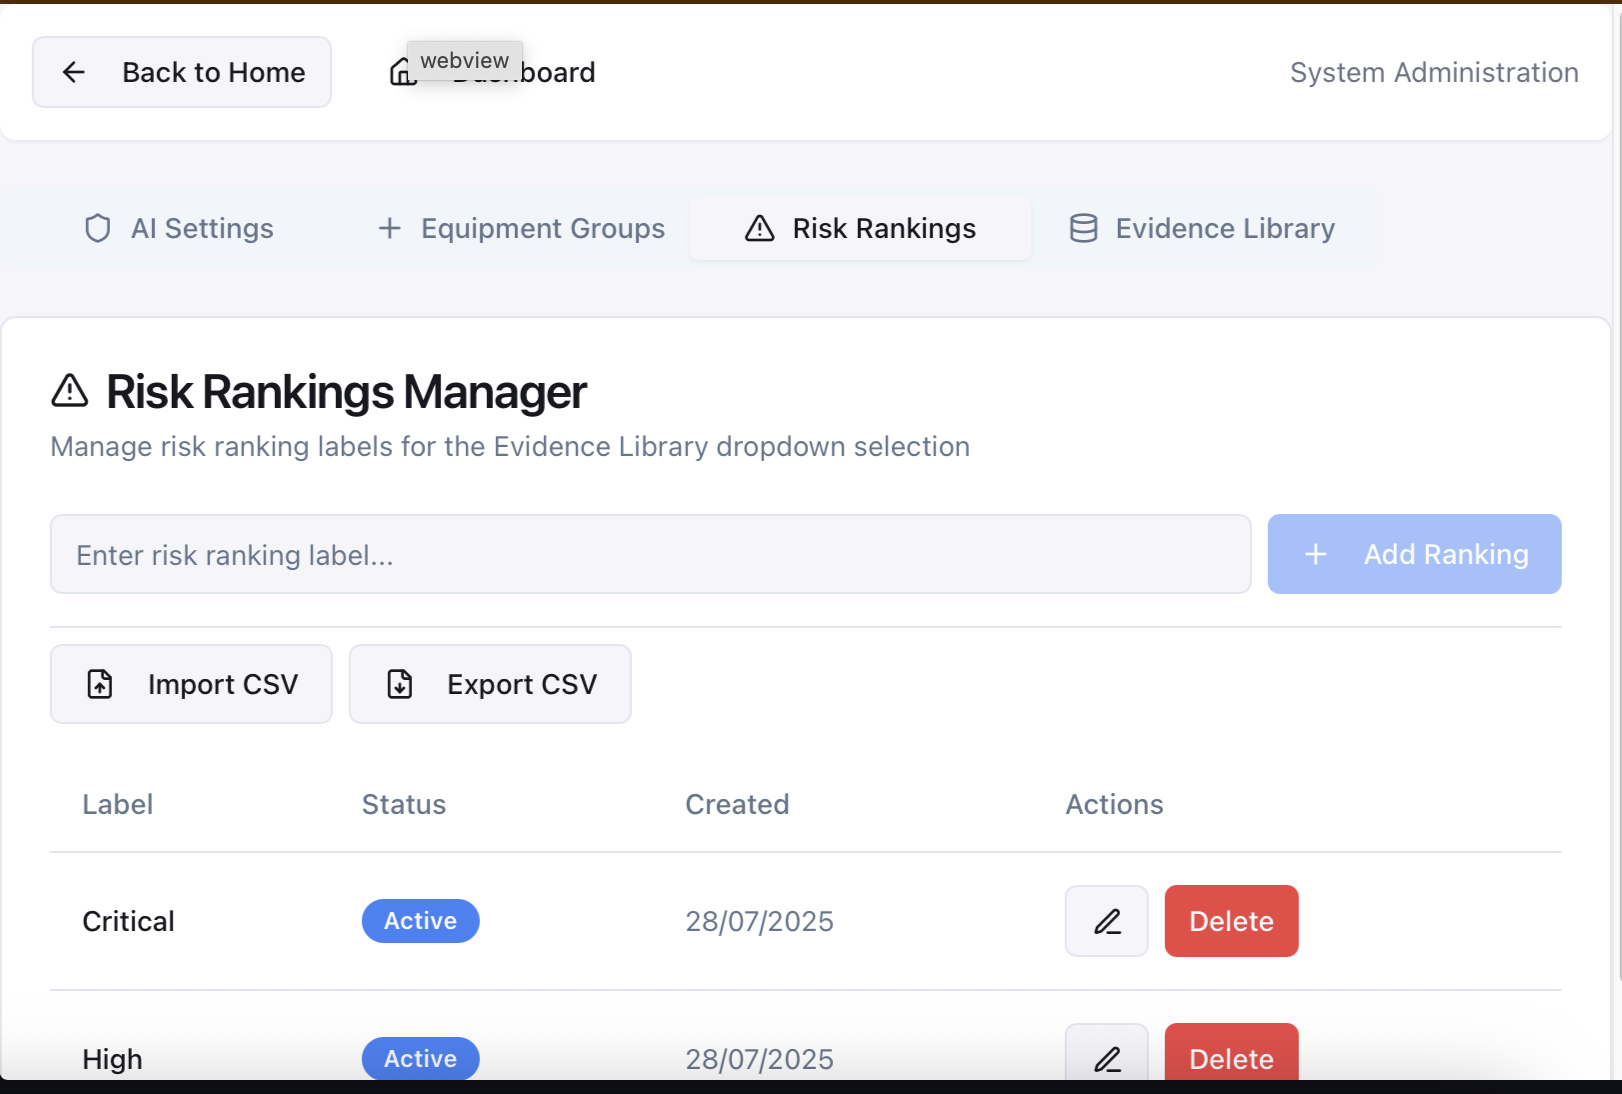 Back to Home
webview
System Administration
AI Settings
Equipment Groups
Risk Rankings
Evidence Library
Risk Rankings Manager
Manage risk ranking labels for the Evidence Library dropdown selection
Enter risk ranking label...
Add Ranking
Import CSV
Export CSV
Label Status Created Actions
Critical Active 28/07/2025 Delete
High Active 28/07/2025 Delete